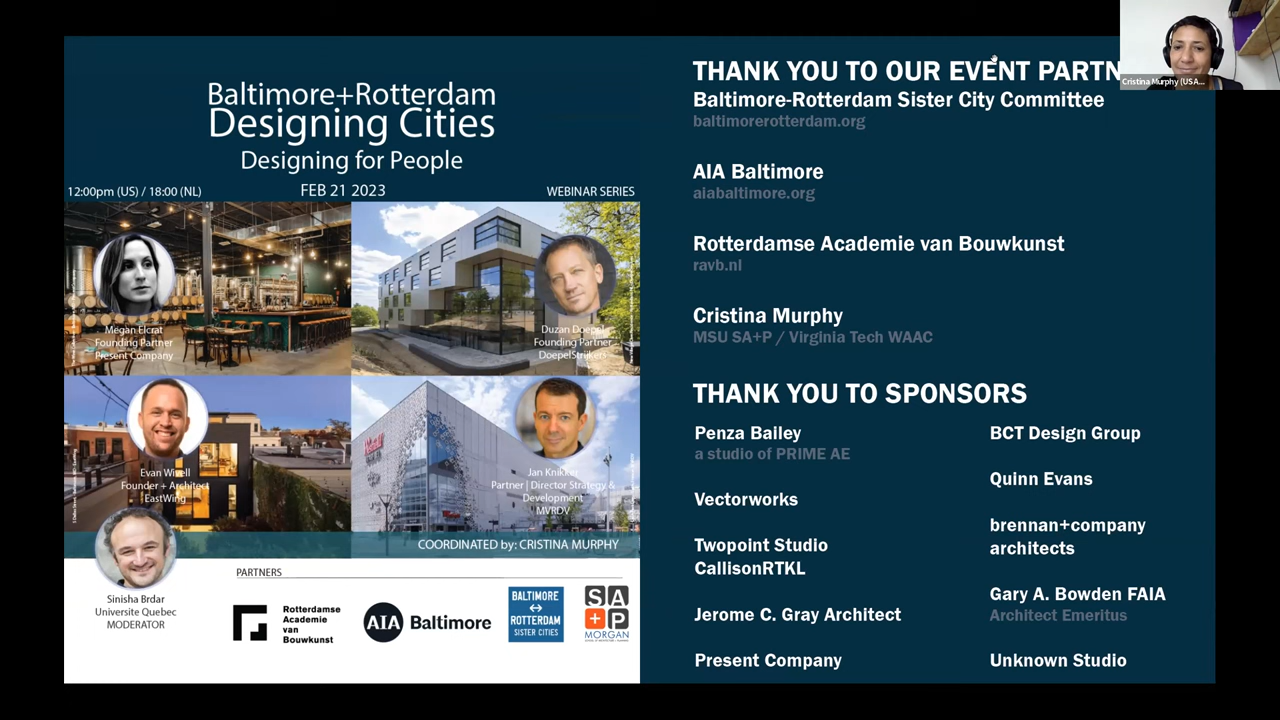 Baltimore+Rotterdam
Designing Cities
Designing for People
12:00pm (US) / 18:00 (NL)
FEB 21 2023
WEBINAR SERIES
Megan Elcrat
Founding Partner
Present Company
Duzan Doepel
Founding Partner
DoepelStrijkers
Evan Wivell
Founder + Architect
EastWing
Jan Knikker
Partner | Director Strategy &
Development
MVRDV
COORDINATED by: CRISTINA MURPHY
Sinisha Brdar
Universite Quebec
MODERATOR
PARTNERS
Rotterdamse
Academie
van
Bouwkunst
AIA Baltimore
BALTIMORE
ROTTERDAM
SISTER CITIES
SA
+P
MORGAN
THANK YOU TO OUR EVENT PARTN
Baltimore-Rotterdam Sister City Committee
baltimorerotterdam.org
AIA Baltimore
aiabaltimore.org
Rotterdamse Academie van Bouwkunst
ravb.nl
Cristina Murphy
MSU SA+P / Virginia Tech WAAC
THANK YOU TO SPONSORS
Penza Bailey
a studio of PRIME AE
Vectorworks
Twopoint Studio
CallisonRTKL
Jerome C. Gray Architect
Present Company
BCT Design Group
Quinn Evans
brennan+company
architects
Gary A. Bowden FAIA
Architect Emeritus
Unknown Studio
Cristina Murphy (USA...